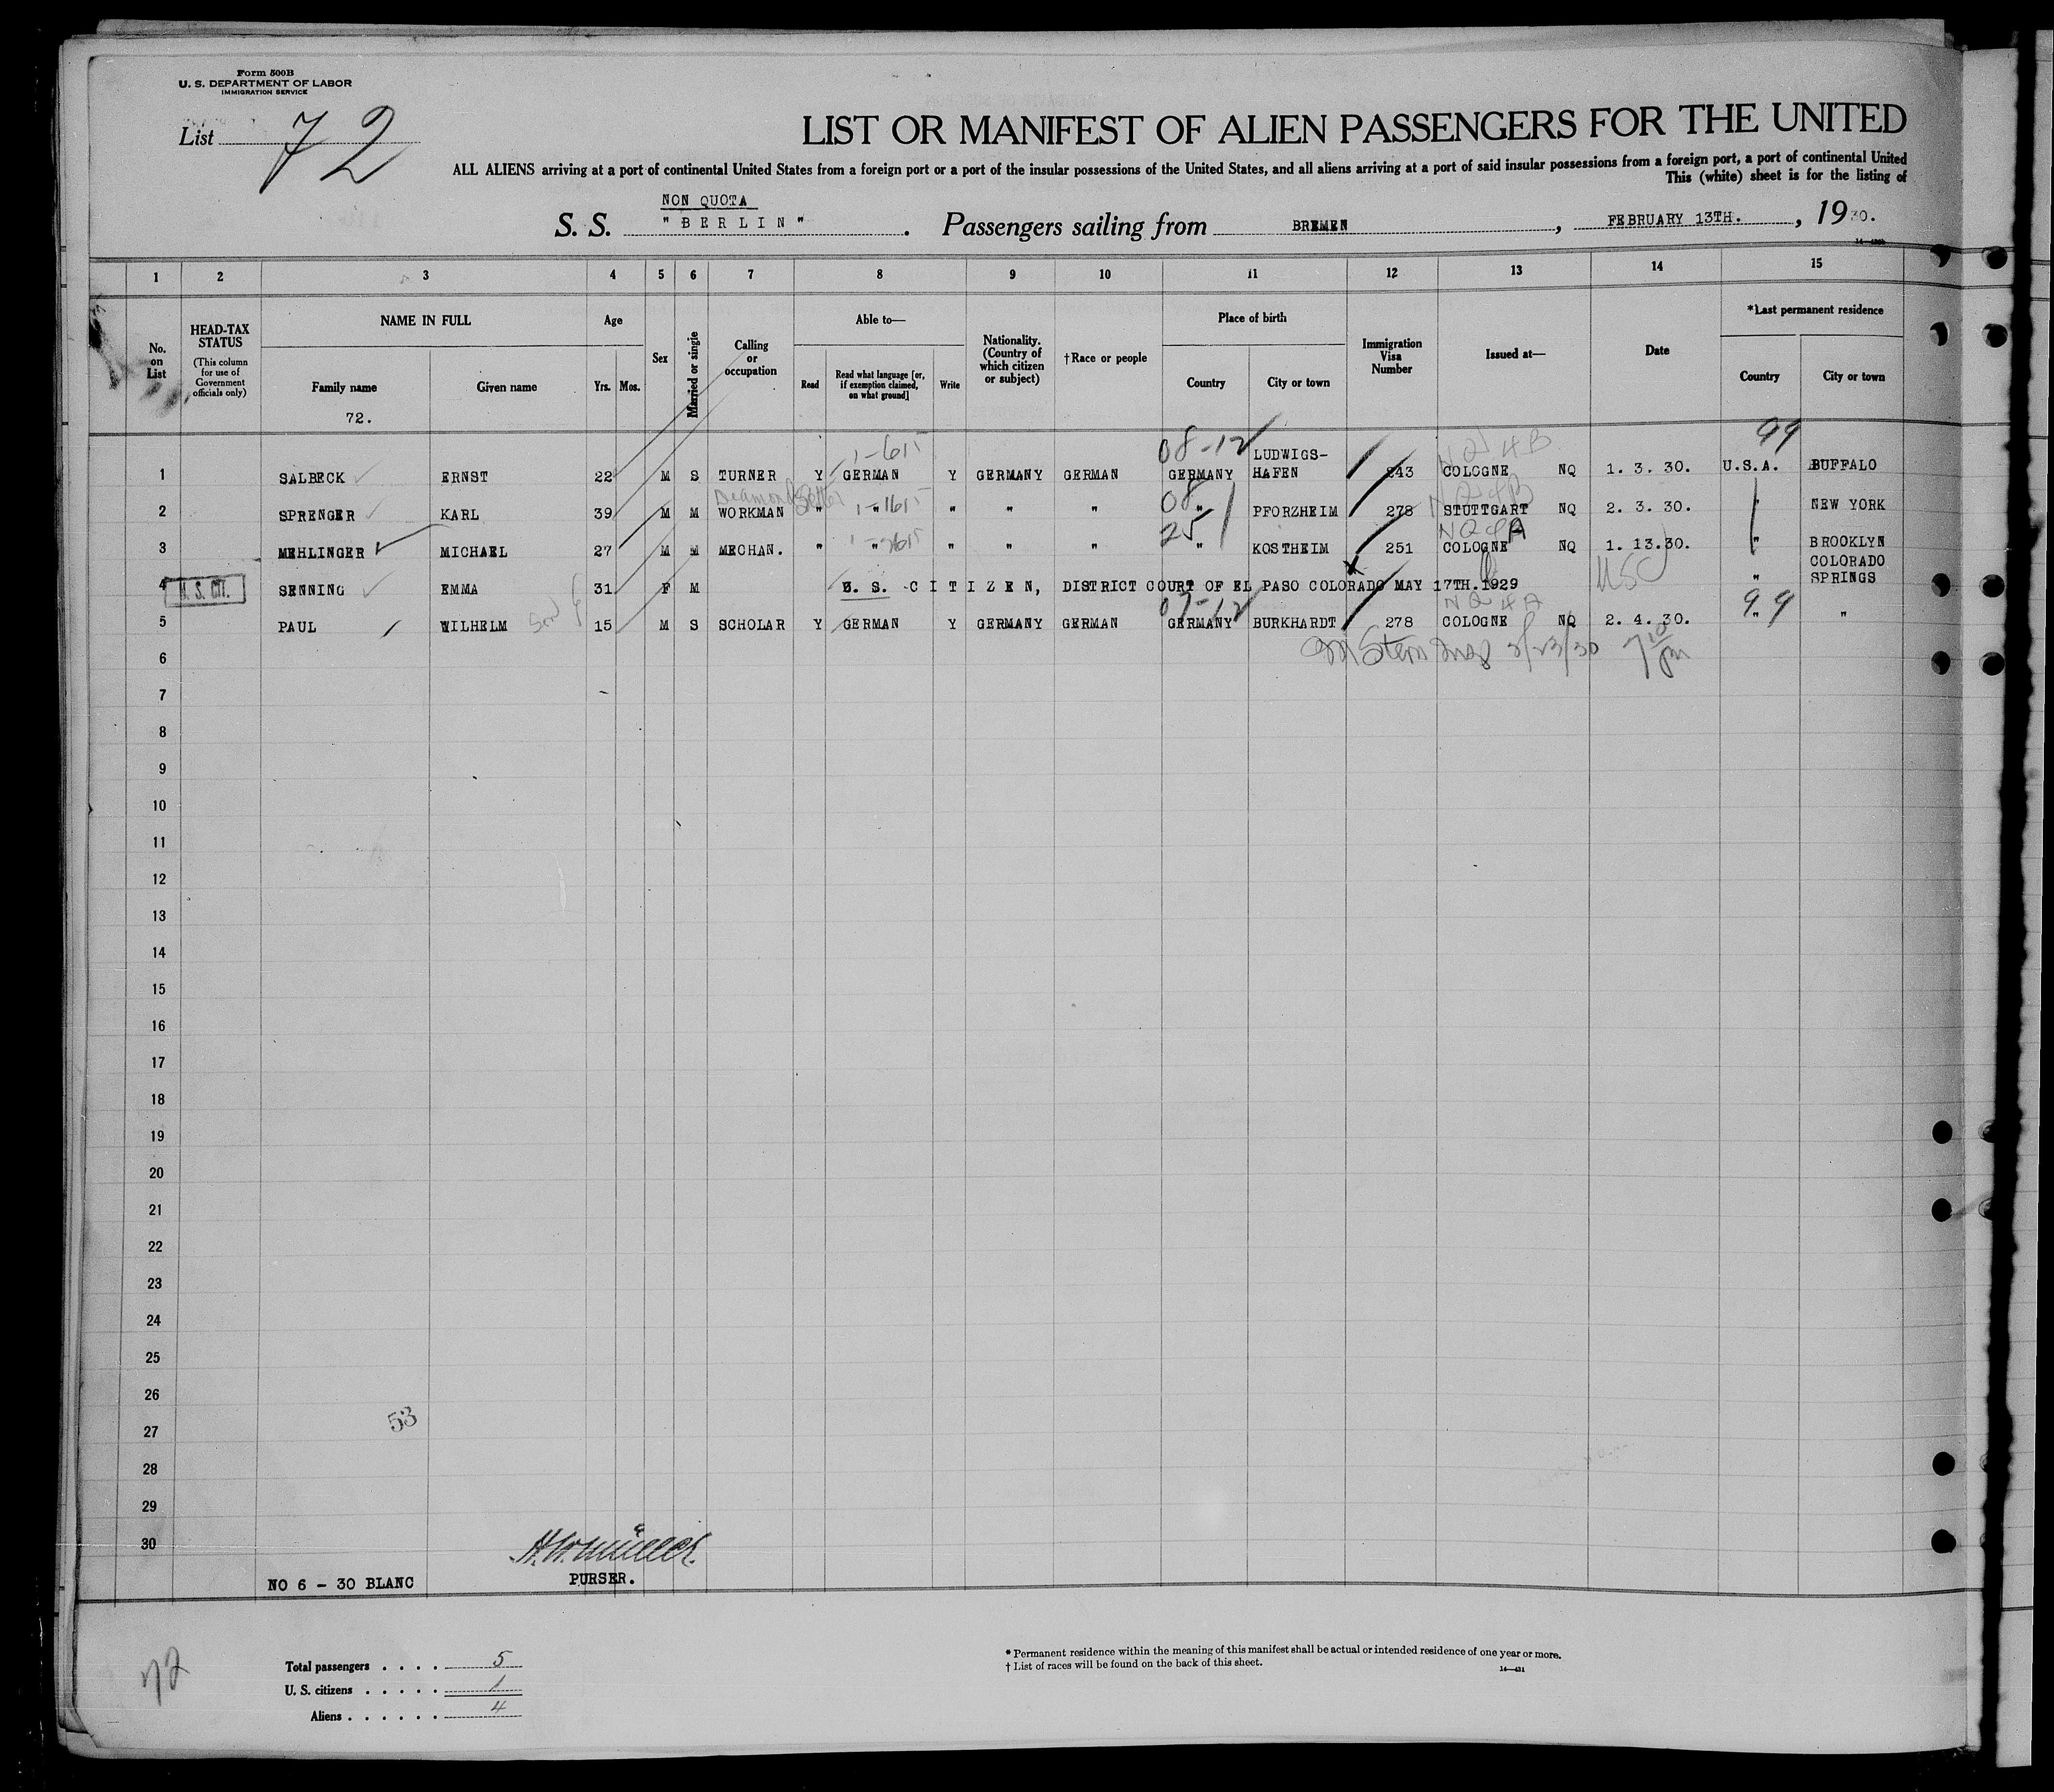 Form 500B
U. S. DEPARTMENT OF LABOR
IMMIGRATION SERVICE
List 72
LIST OR MANIFEST OF ALIEN PASSENGERS FOR THE UNITED
ALL ALIENS arriving at a port of continental United States from a foreign port or a port of the insular possessions of the United States, and all aliens arriving at a port of said insular possessions from a foreign port, a port of continental United
This (white) sheet is for the listing of
NON QUOTA
S. S. "BERLIN". Passengers sailing from BREMEN, FEBRUARY 13TH., 1930.
1 2 3 4 5 6 7 8 9 10 11 12 13 14 15
No. on List
HEAD-TAX STATUS
(This column for use of Government officials only)
NAME IN FULL
Family name
Given name
72.
Age
Yrs. Mos.
Sex
Married or single
Calling or occupation
Able to—
Read
Read what language [or, if exemption claimed, on what ground]
Write
Nationality. (Country of which citizen or subject)
†Race or people
Place of birth
Country
City or town
Immigration Visa Number
Issued at—
Date
*Last permanent residence
Country
City or town
08-12 99
1 SALBECK ERNST 22 M S TURNER Y GERMAN Y GERMANY GERMAN GERMANY LUDWIGS-HAFEN 243 COLOGNE NQ 1. 3. 30. U.S.A. BUFFALO
08
2 SPRENGER KARL 39 M M WORKMAN " " " " " " PFORZHEIM 278 STUTTGART NQ 2. 3. 30. " NEW YORK
25
3 MEHLINGER MICHAEL 27 M M MECHAN. " " " " " " KOSTHEIM 251 COLOGNE NQ 1. 13.30. " BROOKLYN
4 U. S. CIT. SENNING EMMA 31 F M U. S. CITIZEN, DISTRICT COURT OF EL PASO COLORADO MAY 17TH.1929 USC " COLORADO SPRINGS
99
5 PAUL WILHELM 15 M S SCHOLAR Y GERMAN Y GERMANY GERMAN GERMANY BURKHARDT 278 COLOGNE NQ 2. 4. 30. " "
6
7
8
9
10
11
12
13
14
15
16
17
18
19
20
21
22
23
24
25
26
53
27
28
29
30
NO 6 - 30 BLANC
PURSER.
72
Total passengers . . . . 5
U. S. citizens . . . . . 1
Aliens . . . . . . 4
* Permanent residence within the meaning of this manifest shall be actual or intended residence of one year or more.
† List of races will be found on the back of this sheet.
14—431